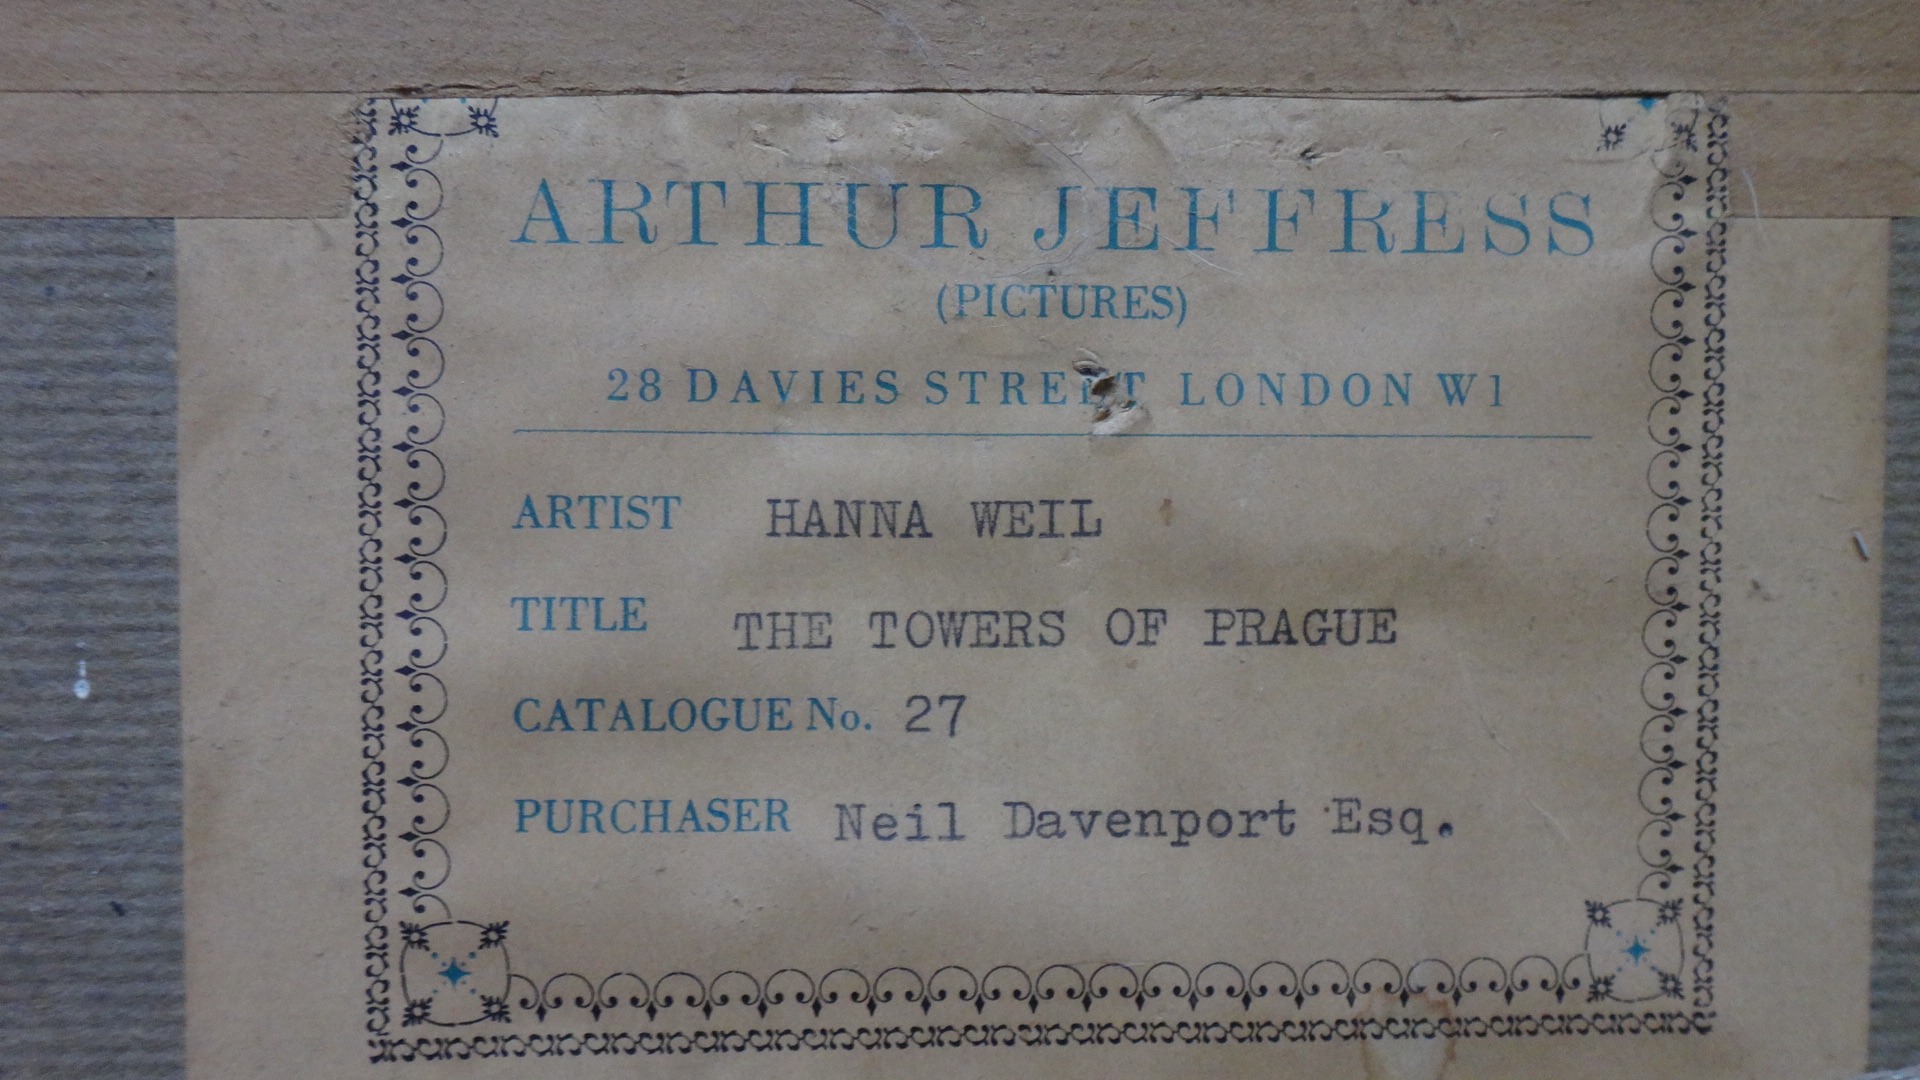 ARTHUR JEFFRESS
(PICTURES)
28 DAVIES STREET LONDON W1
ARTIST HANNA WEIL
TITLE THE TOWERS OF PRAGUE
CATALOGUE No. 27
PURCHASER Neil Davenport Esq.